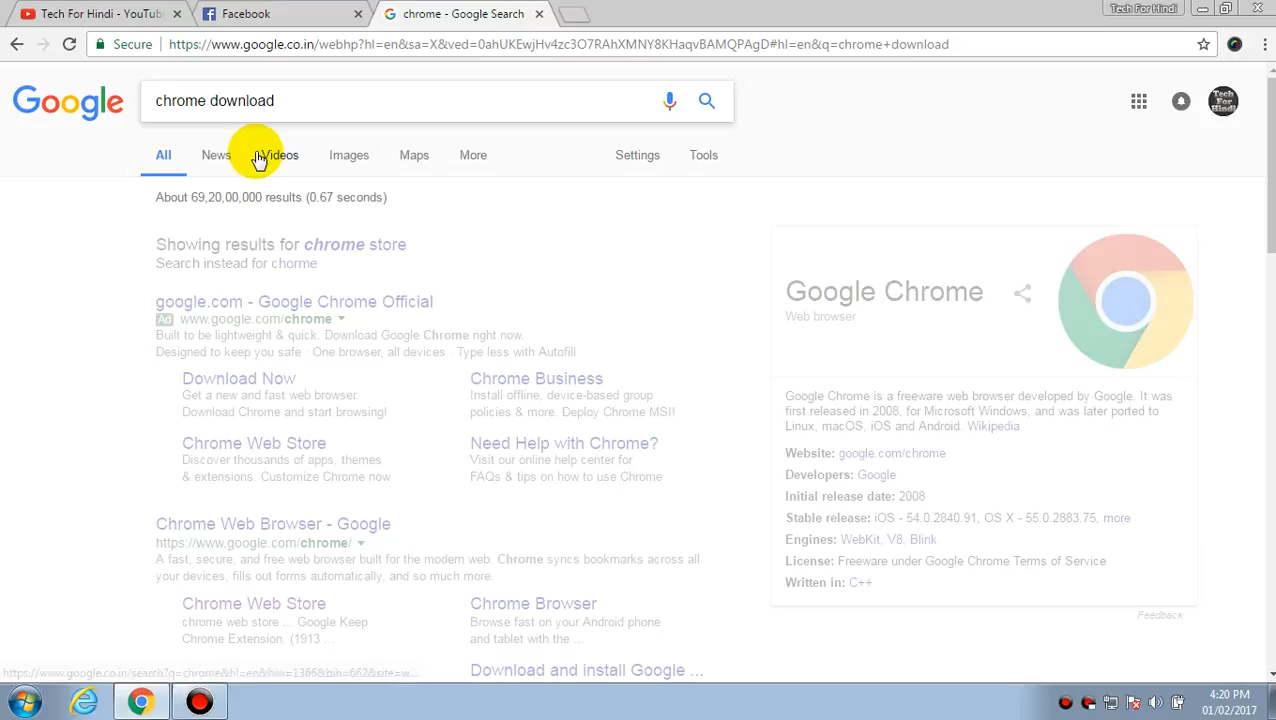 Tech For Hindi - YouTub
Facebook
chrome - Google Search
Tech For Hindi
Secure
https://www.google.co.in/webhp?hl=en&sa=X&ved=0ahUKEwjHv4zc3O7RAhXMNY8KHaqvBAMQPAgD#hl=en&q=chrome+download
Google
chrome download
Tech For Hindi
All News Videos Images Maps More Settings Tools
About 69,20,00,000 results (0.67 seconds)
Showing results for chrome store
Search instead for chorme
google.com - Google Chrome Official
Ad www.google.com/chrome
Built to be lightweight & quick. Download Google Chrome right now.
Designed to keep you safe · One browser, all devices · Type less with Autofill
Download Now
Get a new and fast web browser.
Download Chrome and start browsing!
Chrome Business
Install offline, device-based group
policies & more. Deploy Chrome MSI!
Chrome Web Store
Discover thousands of apps, themes
& extensions. Customize Chrome now
Need Help with Chrome?
Visit our online help center for
FAQs & tips on how to use Chrome
Chrome Web Browser - Google
https://www.google.com/chrome/
A fast, secure, and free web browser built for the modern web. Chrome syncs bookmarks across all
your devices, fills out forms automatically, and so much more.
Chrome Web Store
chrome web store ... Google Keep
Chrome Extension. (1913 ...
Chrome Browser
Browse fast on your Android phone
and tablet with the ...
Download and install Google ...
Google Chrome
Web browser
Google Chrome is a freeware web browser developed by Google. It was
first released in 2008, for Microsoft Windows, and was later ported to
Linux, macOS, iOS and Android. Wikipedia
Website: google.com/chrome
Developers: Google
Initial release date: 2008
Stable release: iOS - 54.0.2840.91, OS X - 55.0.2883.75, more
Engines: WebKit, V8, Blink
License: Freeware under Google Chrome Terms of Service
Written in: C++
Feedback
https://www.google.co.in/search?q=chrome&hl=en&biw=1366&bih=662&site=w...
4:20 PM
01/02/2017